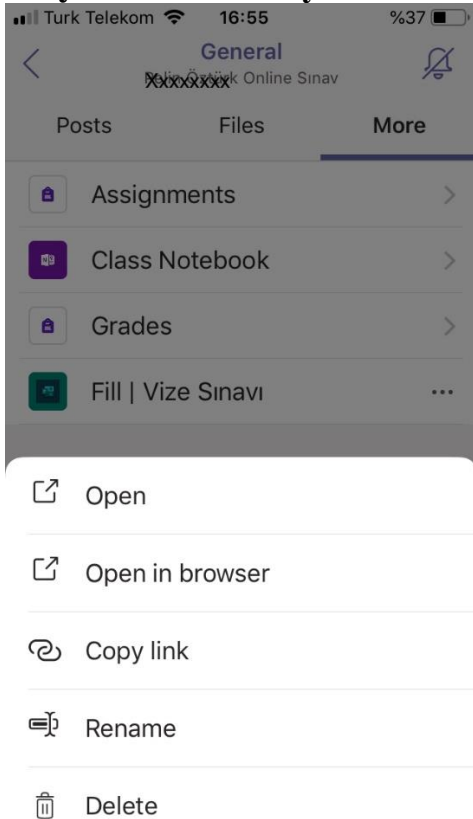 Turk Telekom 16:55 %37
General
Online Sınav
Posts Files More
Assignments
Class Notebook
Grades
Fill | Vize Sınavı
Open
Open in browser
Copy link
Rename
Delete